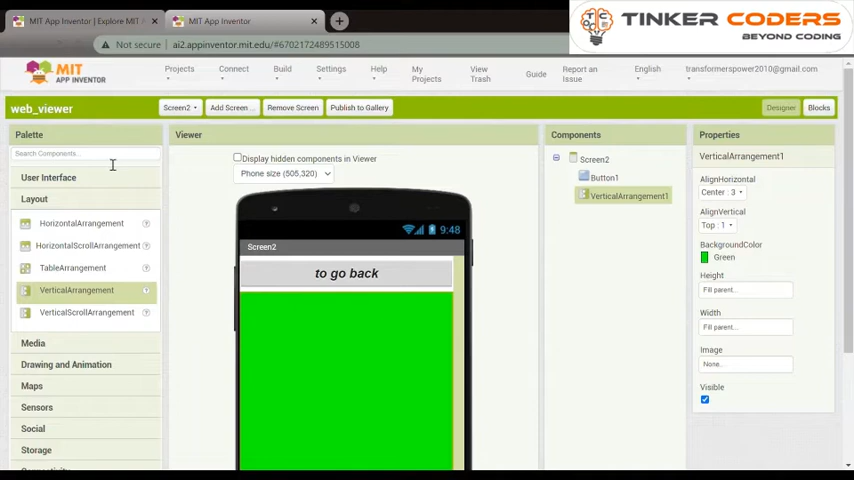 MIT App Inventor | Explore MIT A
MIT App Inventor
TINKER CODERS
BEYOND CODING
Not secure
ai2.appinventor.mit.edu/#6702172489515008
MIT
APP INVENTOR
Projects
Connect
Build
Settings
Help
My Projects
View Trash
Guide
Report an Issue
English
transformerspower2010@gmail.com
web_viewer
Screen2
Add Screen ...
Remove Screen
Publish to Gallery
Designer
Blocks
Palette
Viewer
Components
Properties
Search Components...
User Interface
Layout
HorizontalArrangement
HorizontalScrollArrangement
TableArrangement
VerticalArrangement
VerticalScrollArrangement
Media
Drawing and Animation
Maps
Sensors
Social
Storage
Display hidden components in Viewer
Phone size (505,320)
9:48
Screen2
to go back
Screen2
Button1
VerticalArrangement1
VerticalArrangement1
AlignHorizontal
Center : 3
AlignVertical
Top : 1
BackgroundColor
Green
Height
Fill parent...
Width
Fill parent...
Image
None...
Visible